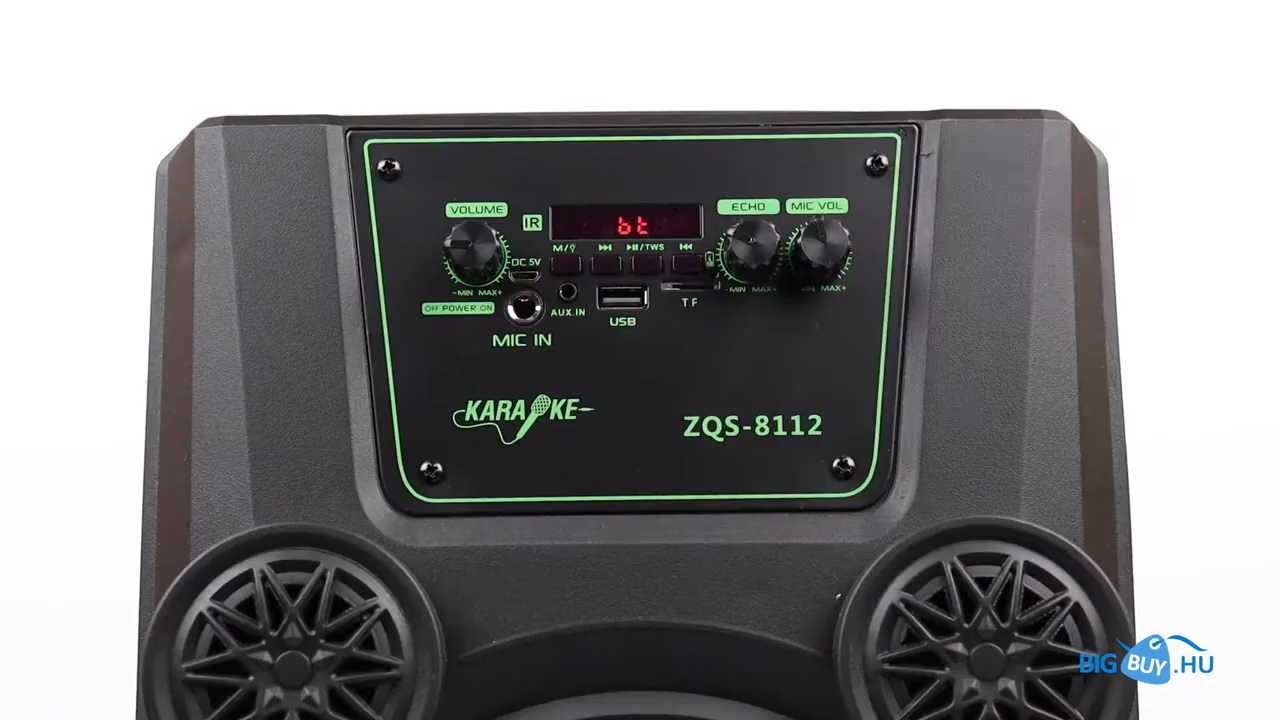 VOLUME
IR
bt
ECHO
MIC VOL
M/
/TWS
DC 5V
-MIN MAX+
-MIN MAX+
MIN MAX+
OFF POWER ON
AUX.IN
USB
TF
MIC IN
KARAOKE
ZQS-8112
BIGBUY.HU